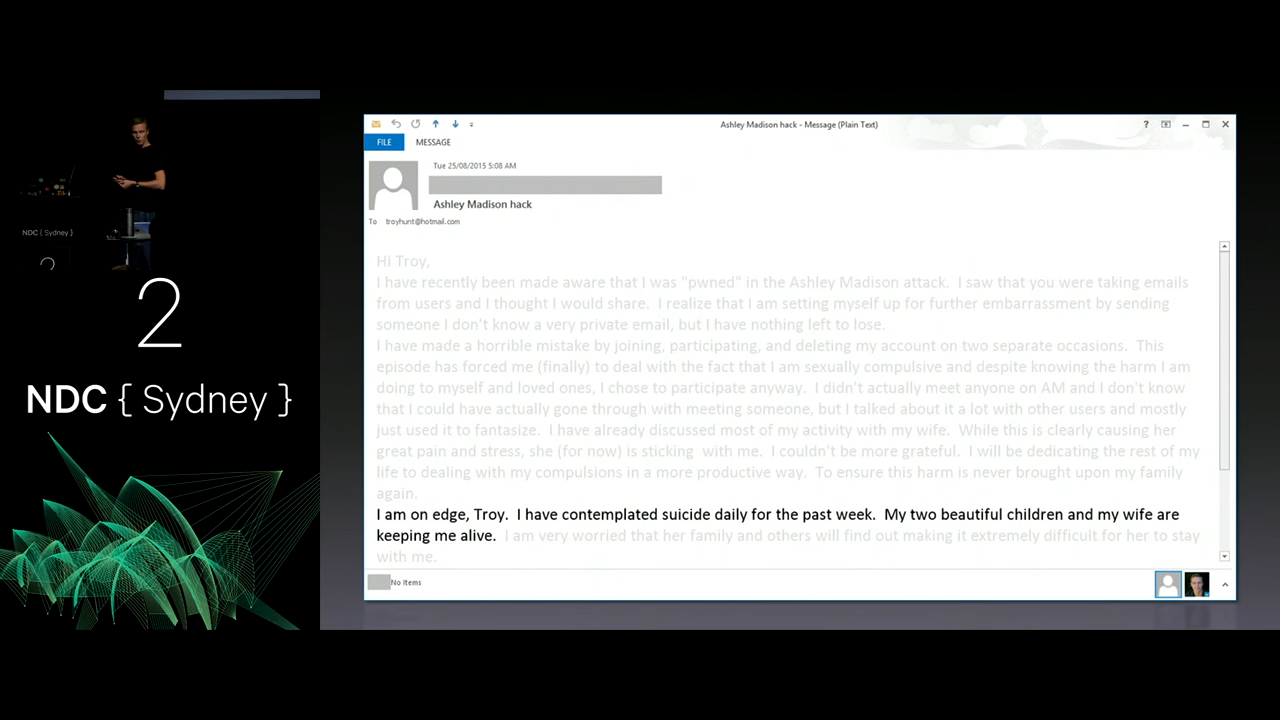 NDC { Sydney }
2
NDC { Sydney }
Ashley Madison hack - Message (Plain Text)
?
FILE
MESSAGE
Tue 25/08/2015 5:08 AM
Ashley Madison hack
To troyhunt@hotmail.com
Hi Troy,
I have recently been made aware that I was "pwned" in the Ashley Madison attack.  I saw that you were taking emails
from users and I thought I would share.  I realize that I am setting myself up for further embarrassment by sending
someone I don't know a very private email, but I have nothing left to lose.
I have made a horrible mistake by joining, participating, and deleting my account on two separate occasions.  This
episode has forced me (finally) to deal with the fact that I am sexually compulsive and despite knowing the harm I am
doing to myself and loved ones, I chose to participate anyway.  I didn't actually meet anyone on AM and I don't know
that I could have actually gone through with meeting someone, but I talked about it a lot with other users and mostly
just used it to fantasize.  I have already discussed most of my activity with my wife.  While this is clearly causing her
great pain and stress, she (for now) is sticking  with me.  I couldn't be more grateful.  I will be dedicating the rest of my
life to dealing with my compulsions in a more productive way.  To ensure this harm is never brought upon my family
again.
I am on edge, Troy.  I have contemplated suicide daily for the past week.  My two beautiful children and my wife are
keeping me alive.  I am very worried that her family and others will find out making it extremely difficult for her to stay
with me.
No Items